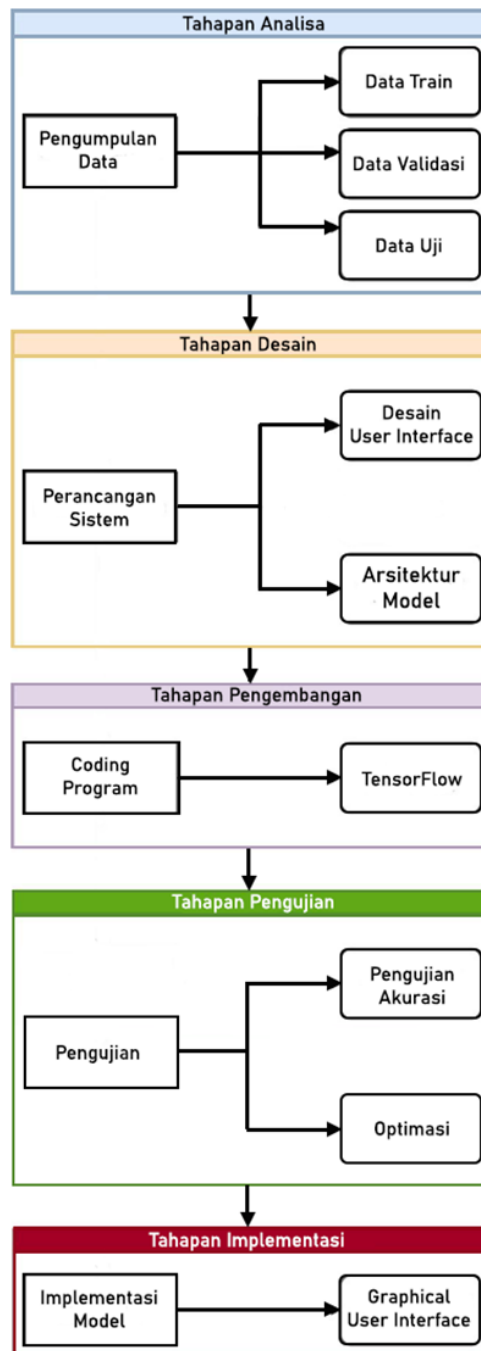 Tahapan Analisa
Pengumpulan
Data
Data Train
Data Validasi
Data Uji
Tahapan Desain
Perancangan
Sistem
Desain
User Interface
Arsitektur
Model
Tahapan Pengembangan
Coding
Program
TensorFlow
Tahapan Pengujian
Pengujian
Pengujian
Akurasi
Optimasi
Tahapan Implementasi
Implementasi
Model
Graphical
User Interface